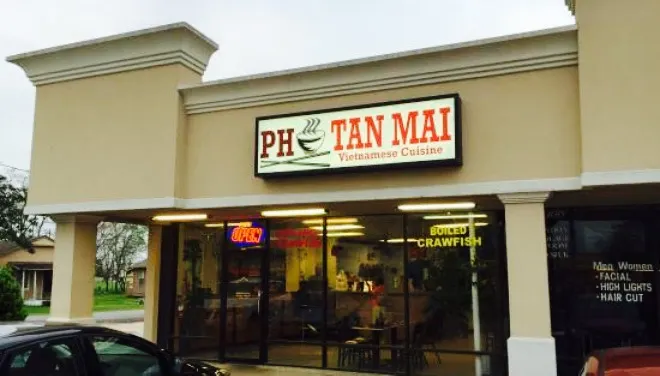 PH TAN MAI
Vietnamese Cuisine
OPEN
BOILED
CRAWFISH
Men Women
- FACIAL
- HIGH LIGHTS
- HAIR CUT